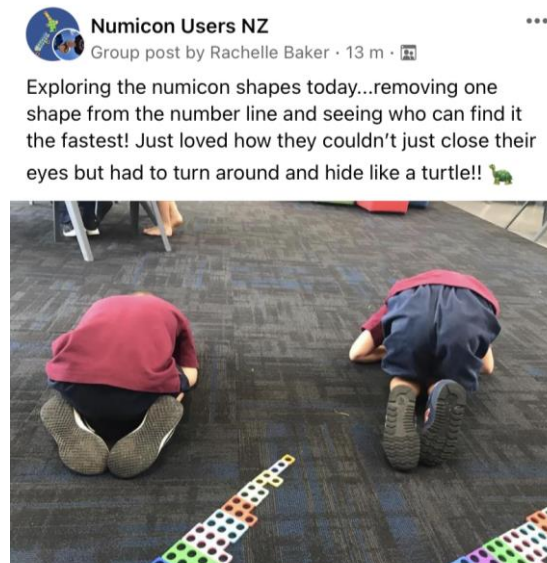 Numicon Users NZ
Group post by Rachelle Baker · 13 m ·
Exploring the numicon shapes today...removing one
shape from the number line and seeing who can find it
the fastest! Just loved how they couldn't just close their
eyes but had to turn around and hide like a turtle!! 🐢